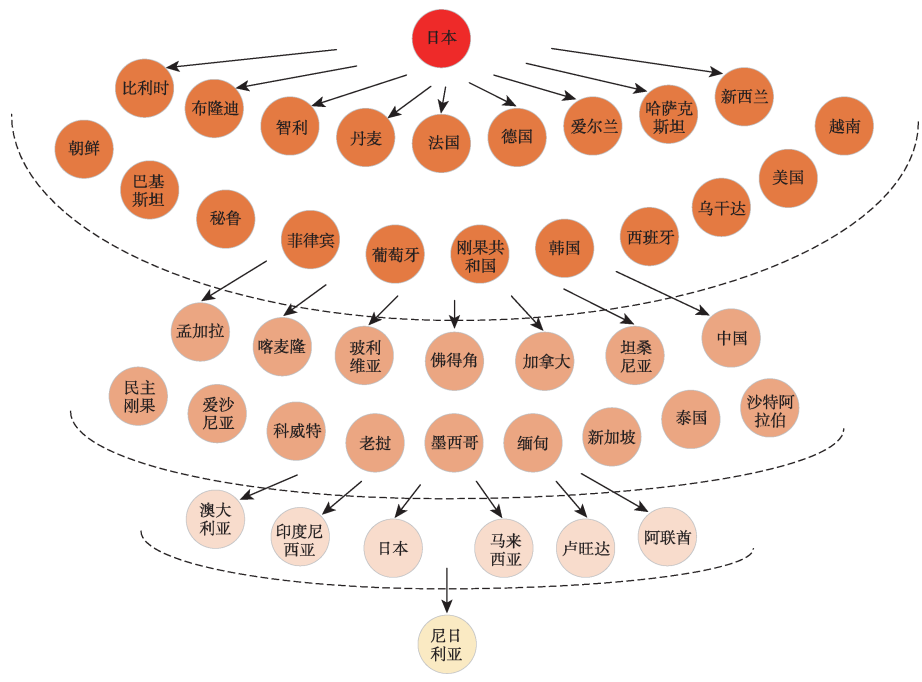 日本
比利时
布隆迪
智利
丹麦
法国
德国
爱尔兰
哈萨克
斯坦
新西兰
越南
朝鲜
巴基
斯坦
秘鲁
菲律宾
葡萄牙
刚果共
和国
韩国
西班牙
乌干达
美国
孟加拉
喀麦隆
玻利
维亚
佛得角
加拿大
坦桑
尼亚
中国
民主
刚果
爱沙
尼亚
科威特
老挝
墨西哥
缅甸
新加坡
泰国
沙特阿
拉伯
澳大
利亚
印度尼
西亚
日本
马来
西亚
卢旺达
阿联酋
尼日
利亚